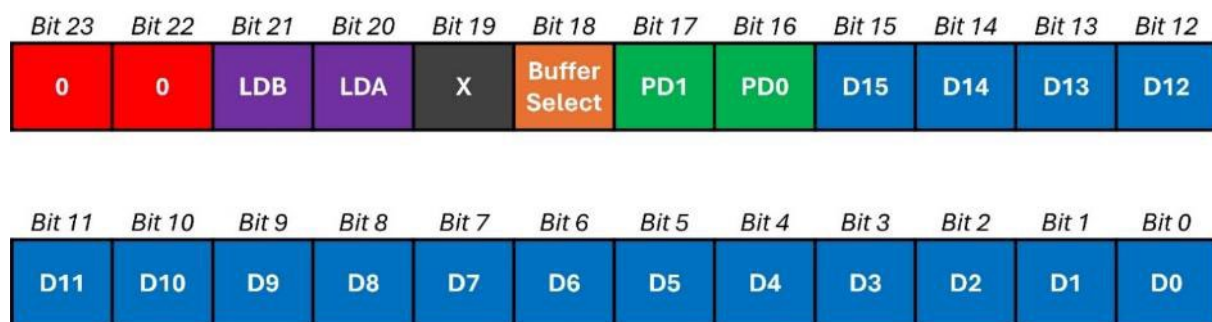 Bit 23 Bit 22 Bit 21 Bit 20 Bit 19 Bit 18 Bit 17 Bit 16 Bit 15 Bit 14 Bit 13 Bit 12
0 0 LDB LDA X Buffer Select PD1 PD0 D15 D14 D13 D12
Bit 11 Bit 10 Bit 9 Bit 8 Bit 7 Bit 6 Bit 5 Bit 4 Bit 3 Bit 2 Bit 1 Bit 0
D11 D10 D9 D8 D7 D6 D5 D4 D3 D2 D1 D0